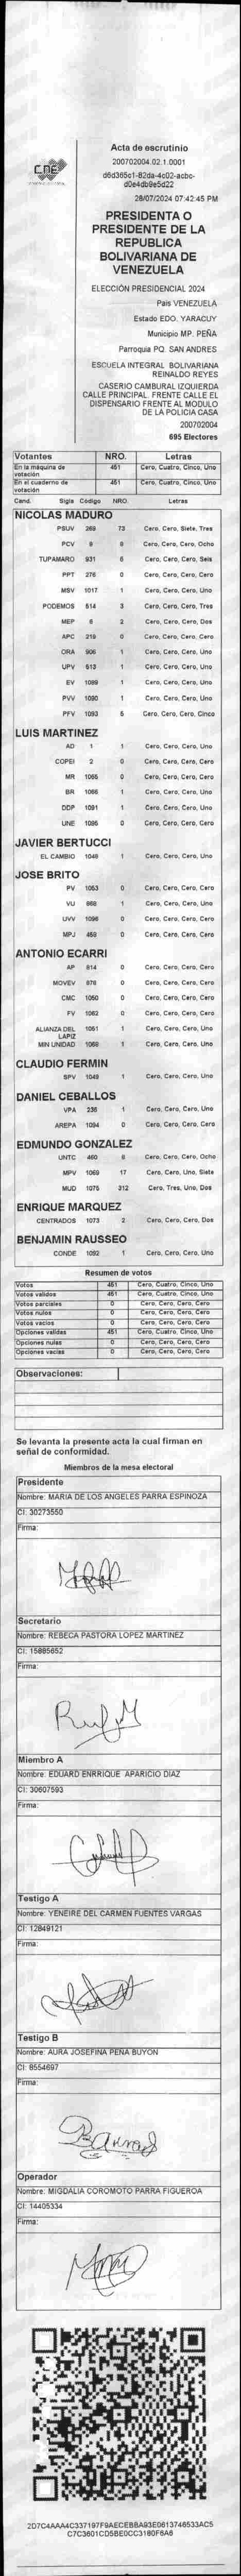 CNE
Acta de escrutinio
200702004.02.1.0001
d6d365c1-82da-4c02-acbc-
d0e4db9e5d22
28/07/2024 07:42:45 PM
PRESIDENTA O
PRESIDENTE DE LA
REPUBLICA
BOLIVARIANA DE
VENEZUELA
ELECCIÓN PRESIDENCIAL 2024
País VENEZUELA
Estado EDO. YARACUY
Municipio MP. PEÑA
Parroquia PQ. SAN ANDRES
ESCUELA INTEGRAL BOLIVARIANA
REINALDO REYES
CASERIO CAMBURAL IZQUIERDA
CALLE PRINCIPAL. FRENTE CALLE EL
DISPENSARIO FRENTE AL MODULO
DE LA POLICIA CASA
200702004
695 Electores
Votantes NRO. Letras
En la máquina de votación 451 Cero, Cuatro, Cinco, Uno
En el cuaderno de votación 451 Cero, Cuatro, Cinco, Uno
Cand. Sigla Código NRO. Letras
NICOLAS MADURO
PSUV 269 73 Cero, Cero, Siete, Tres
PCV 8 8 Cero, Cero, Cero, Ocho
TUPAMARO 931 6 Cero, Cero, Cero, Seis
PPT 276 0 Cero, Cero, Cero, Cero
MSV 1017 1 Cero, Cero, Cero, Uno
PODEMOS 514 3 Cero, Cero, Cero, Tres
MEP 5 2 Cero, Cero, Cero, Dos
APC 219 0 Cero, Cero, Cero, Cero
ORA 906 1 Cero, Cero, Cero, Uno
UPV 513 1 Cero, Cero, Cero, Uno
EV 1089 1 Cero, Cero, Cero, Uno
PVV 1090 1 Cero, Cero, Cero, Uno
PFV 1093 5 Cero, Cero, Cero, Cinco
LUIS MARTINEZ
AD 1 1 Cero, Cero, Cero, Uno
COPEI 2 0 Cero, Cero, Cero, Cero
MR 1065 0 Cero, Cero, Cero, Cero
BR 1066 1 Cero, Cero, Cero, Uno
DDP 1091 1 Cero, Cero, Cero, Uno
UNE 1095 0 Cero, Cero, Cero, Cero
JAVIER BERTUCCI
EL CAMBIO 1046 1 Cero, Cero, Cero, Uno
JOSE BRITO
PV 1053 0 Cero, Cero, Cero, Cero
VU 868 1 Cero, Cero, Cero, Uno
UVV 1096 0 Cero, Cero, Cero, Cero
MPJ 459 0 Cero, Cero, Cero, Cero
ANTONIO ECARRI
AP 814 0 Cero, Cero, Cero, Cero
MOVEV 876 0 Cero, Cero, Cero, Cero
CMC 1050 0 Cero, Cero, Cero, Cero
FV 1062 0 Cero, Cero, Cero, Cero
ALIANZA DEL 1061 1 Cero, Cero, Cero, Uno
LAPIZ
MIN UNIDAD 1068 1 Cero, Cero, Cero, Uno
CLAUDIO FERMIN
SPV 1049 1 Cero, Cero, Cero, Uno
DANIEL CEBALLOS
VPA 236 1 Cero, Cero, Cero, Uno
AREPA 1094 0 Cero, Cero, Cero, Cero
EDMUNDO GONZALEZ
UNTC 460 8 Cero, Cero, Cero, Ocho
MPV 1069 17 Cero, Cero, Uno, Siete
MUD 1075 312 Cero, Tres, Uno, Dos
ENRIQUE MARQUEZ
CENTRADOS 1073 2 Cero, Cero, Cero, Dos
BENJAMIN RAUSSEO
CONDE 1092 1 Cero, Cero, Cero, Uno
Resumen de votos
Votos 451 Cero, Cuatro, Cinco, Uno
Votos validos 451 Cero, Cuatro, Cinco, Uno
Votos parciales 0 Cero, Cero, Cero, Cero
Votos nulos 0 Cero, Cero, Cero, Cero
Votos vacios 0 Cero, Cero, Cero, Cero
Opciones validas 451 Cero, Cuatro, Cinco, Uno
Opciones nulas 0 Cero, Cero, Cero, Cero
Opciones vacias 0 Cero, Cero, Cero, Cero
Observaciones:
Se levanta la presente acta la cual firman en
señal de conformidad.
Miembros de la mesa electoral
Presidente
Nombre: MARIA DE LOS ANGELES PARRA ESPINOZA
CI: 30273550
Firma:
Secretario
Nombre: REBECA PASTORA LOPEZ MARTINEZ
CI: 15885652
Firma:
Miembro A
Nombre: EDUARD ENRRIQUE APARICIO DIAZ
CI: 30607593
Firma:
Testigo A
Nombre: YENEIRE DEL CARMEN FUENTES VARGAS
CI: 12849121
Firma:
Testigo B
Nombre: AURA JOSEFINA PEÑA BUYON
CI: 8554697
Firma:
Operador
Nombre: MIGDALIA COROMOTO PARRA FIGUEROA
CI: 14405334
Firma:
2D7C4AAA4C337197F9AECEBBA93E0613746533AC5
C7C3601CD5BE0CC3180F6A6